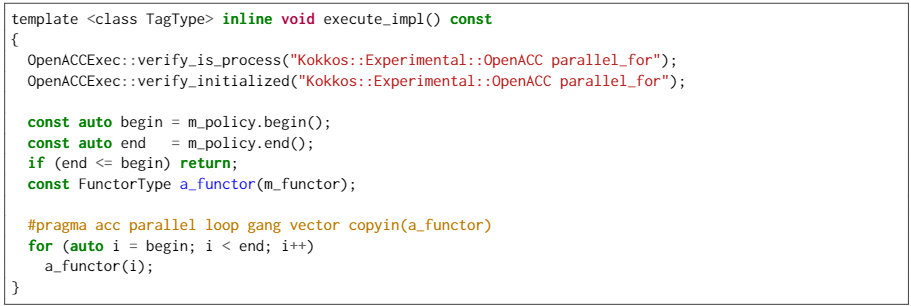 template <class TagType> inline void execute_impl() const
{
  OpenACCExec::verify_is_process("Kokkos::Experimental::OpenACC parallel_for");
  OpenACCExec::verify_initialized("Kokkos::Experimental::OpenACC parallel_for");

  const auto begin = m_policy.begin();
  const auto end   = m_policy.end();
  if (end <= begin) return;
  const FunctorType a_functor(m_functor);

  #pragma acc parallel loop gang vector copyin(a_functor)
  for (auto i = begin; i < end; i++)
    a_functor(i);
}